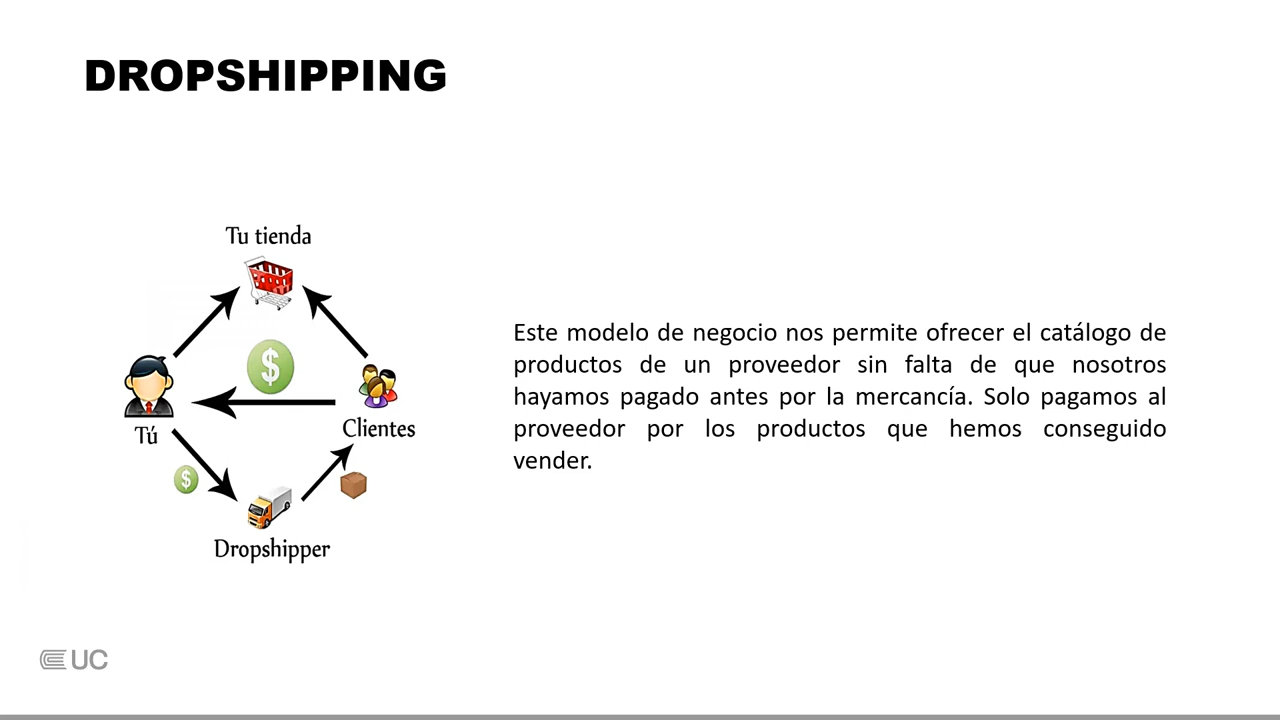 DROPSHIPPING
Tu tienda
$
Tú
Clientes
$
Dropshipper
Este modelo de negocio nos permite ofrecer el catálogo de
productos de un proveedor sin falta de que nosotros
hayamos pagado antes por la mercancía. Solo pagamos al
proveedor por los productos que hemos conseguido
vender.
UC